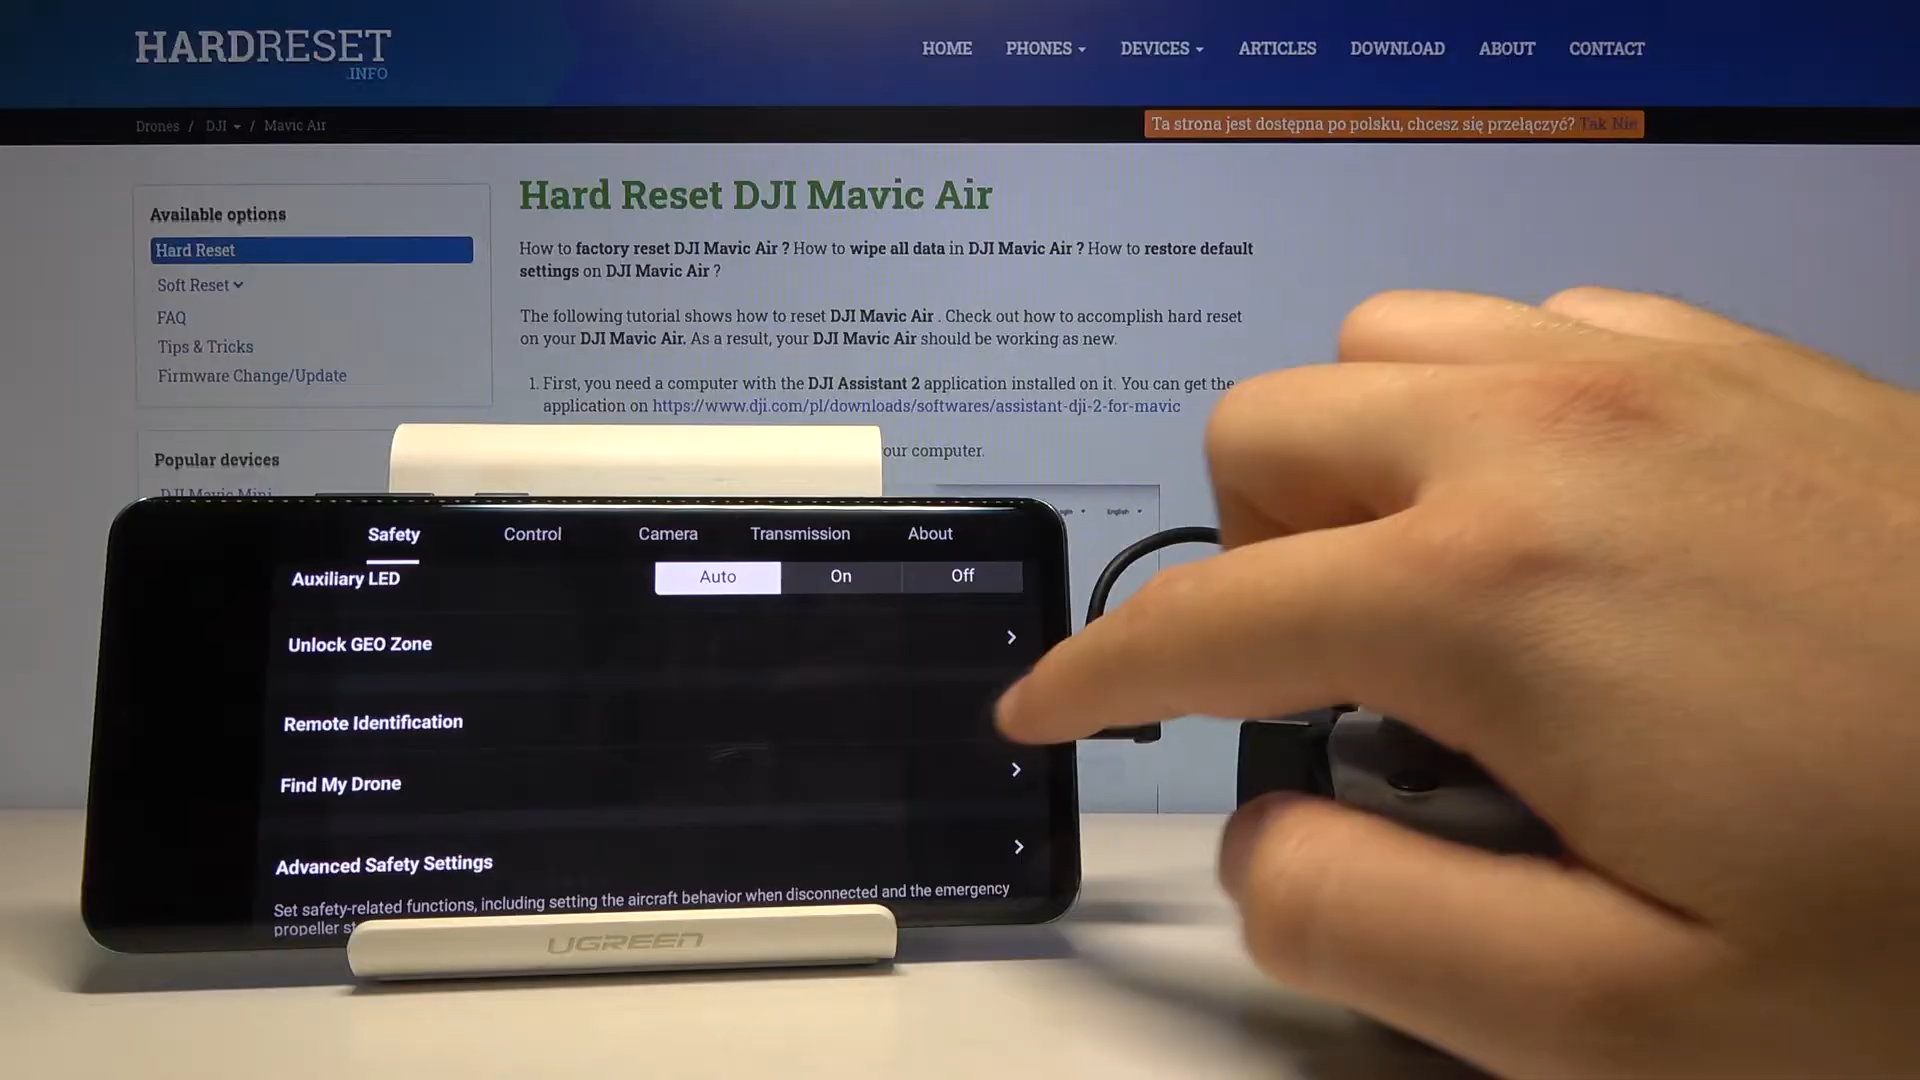 HARDRESET
.INFO
HOME PHONES DEVICES ARTICLES DOWNLOAD ABOUT CONTACT
Drones / DJI / Mavic Air
Ta strona jest dostępna po polsku, chcesz się przełączyć? Tak Nie
Available options
Hard Reset
Soft Reset
FAQ
Tips & Tricks
Firmware Change/Update
Popular devices
DJI Mavic Mini
Hard Reset DJI Mavic Air
How to factory reset DJI Mavic Air ? How to wipe all data in DJI Mavic Air ? How to restore default
settings on DJI Mavic Air ?
The following tutorial shows how to reset DJI Mavic Air . Check out how to accomplish hard reset
on your DJI Mavic Air. As a result, your DJI Mavic Air should be working as new.
1. First, you need a computer with the DJI Assistant 2 application installed on it. You can get the
application on https://www.dji.com/pl/downloads/softwares/assistant-dji-2-for-mavic
our computer.
English
Safety Control Camera Transmission About
Auxiliary LED Auto On Off
Unlock GEO Zone
Remote Identification
Find My Drone
Advanced Safety Settings
Set safety-related functions, including setting the aircraft behavior when disconnected and the emergency
propeller
UGREEN